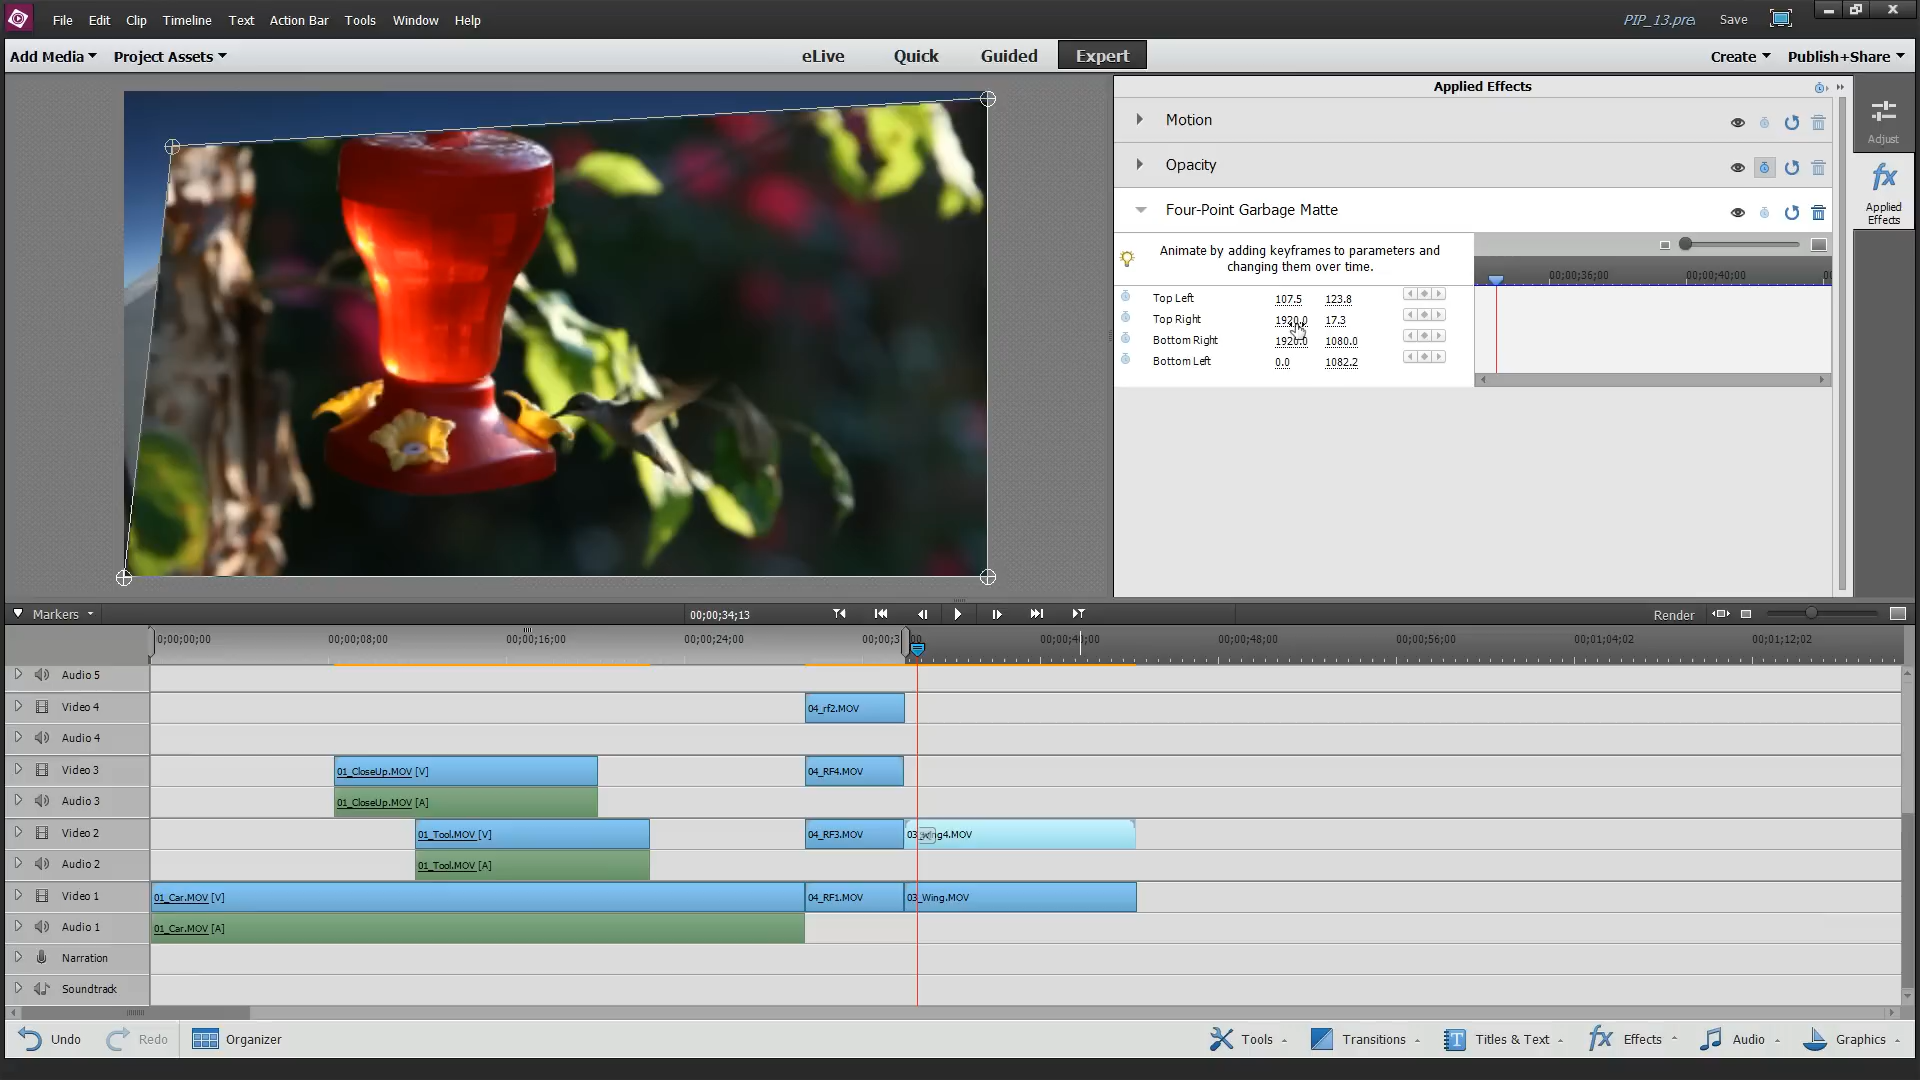 File Edit Clip Timeline Text Action Bar Tools Window Help PIP_13.prel Save
Add Media Project Assets eLive Quick Guided Expert Create Publish+Share
Applied Effects
Motion
Adjust
Opacity
Applied
Effects
Four-Point Garbage Matte
Animate by adding keyframes to parameters and
changing them over time.
00;00;36;00 00;00;40;00
Top Left 107.5 123.8
Top Right 1920.0 17.3
Bottom Right 1920.0 1080.0
Bottom Left 0.0 1082.2
Markers 00;00;34;13 Render
0;00;00;00 00;00;08;00 00;00;16;00 00;00;24;00 00;00;3 00;00;48;00 00;00;56;00 00;01;04;02 00;01;12;02
Audio 5
Video 4 04_rf2.MOV
Audio 4
Video 3 01_CloseUp.MOV [V] 04_RF4.MOV
Audio 3 01_CloseUp.MOV [A]
Video 2 01_Tool.MOV [V] 04_RF3.MOV 03_wing4.MOV
Audio 2 01_Tool.MOV [A]
Video 1 01_Car.MOV [V] 04_RF1.MOV 03_Wing.MOV
Audio 1 01_Car.MOV [A]
Narration
Soundtrack
Undo Redo Organizer Tools Transitions Titles & Text Effects Audio Graphics